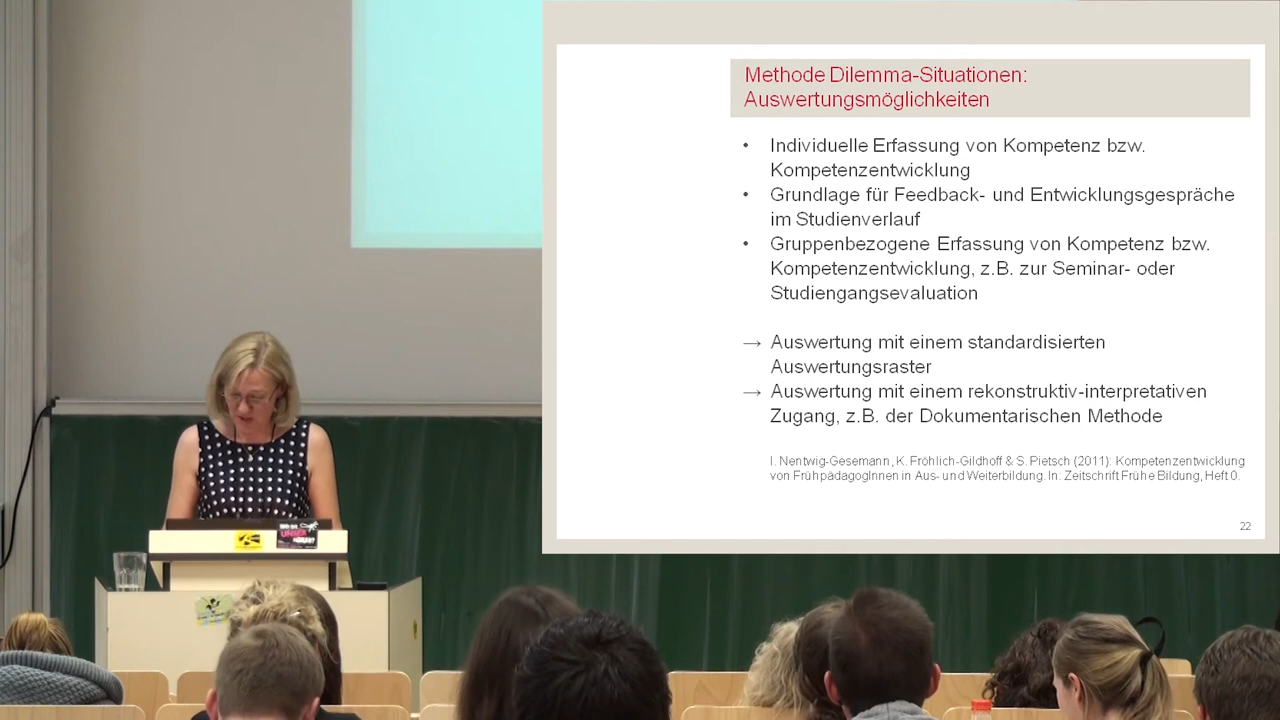 Methode Dilemma-Situationen:
Auswertungsmöglichkeiten
• Individuelle Erfassung von Kompetenz bzw.
Kompetenzentwicklung
• Grundlage für Feedback- und Entwicklungsgespräche
im Studienverlauf
• Gruppenbezogene Erfassung von Kompetenz bzw.
Kompetenzentwicklung, z.B. zur Seminar- oder
Studiengangsevaluation
→ Auswertung mit einem standardisierten
Auswertungsraster
→ Auswertung mit einem rekonstruktiv-interpretativen
Zugang, z.B. der Dokumentarischen Methode
I. Nentwig-Gesemann, K. Fröhlich-Gildhoff & S. Pietsch (2011): Kompetenzentwicklung
von FrühpädagogInnen in Aus- und Weiterbildung. In: Zeitschrift Frühe Bildung, Heft 0.
22
UNSER